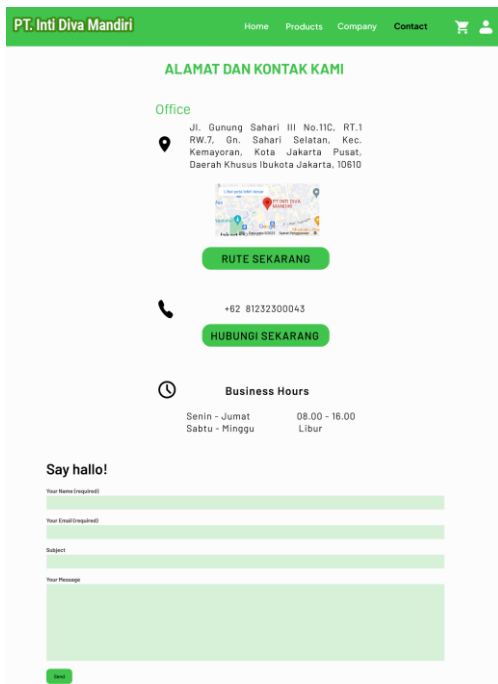 PT. Inti Diva Mandiri
Home Products Company Contact
ALAMAT DAN KONTAK KAMI
Office
Jl. Gunung Sahari III No.11C, RT.1
RW.7, Gn. Sahari Selatan, Kec.
Kemayoran, Kota Jakarta Pusat,
Daerah Khusus Ibukota Jakarta, 10610
PT INTI DIVA
MANDIRI
Google
RUTE SEKARANG
+62 81232300043
HUBUNGI SEKARANG
Business Hours
Senin - Jumat 08.00 - 16.00
Sabtu - Minggu Libur
Say hallo!
Your Name (required)
Your Email (required)
Subject
Your Message
Send